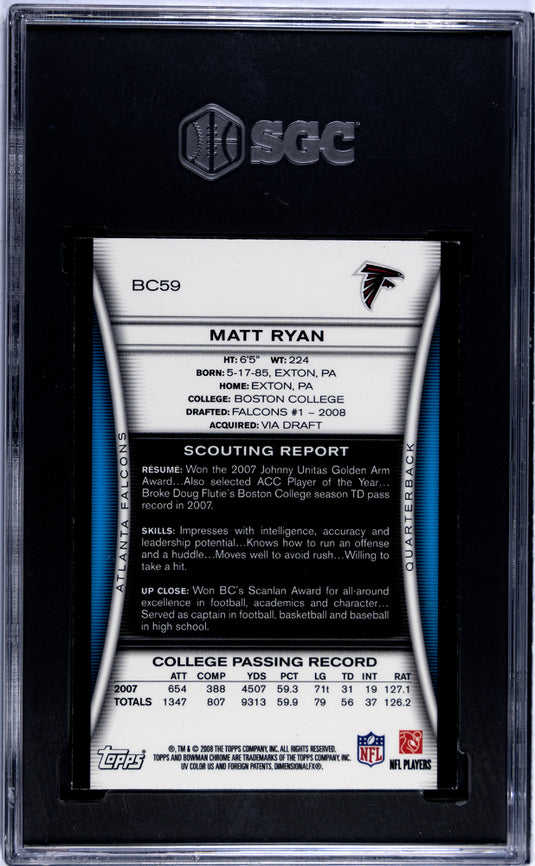 SGC
BC59
MATT RYAN
HT: 6'5" WT: 224
BORN: 5-17-85, EXTON, PA
HOME: EXTON, PA
COLLEGE: BOSTON COLLEGE
DRAFTED: FALCONS #1 – 2008
ACQUIRED: VIA DRAFT
ATLANTA FALCONS
QUARTERBACK
SCOUTING REPORT
RÉSUMÉ: Won the 2007 Johnny Unitas Golden Arm
Award...Also selected ACC Player of the Year...
Broke Doug Flutie's Boston College season TD pass
record in 2007.
SKILLS: Impresses with intelligence, accuracy and
leadership potential...Knows how to run an offense
and a huddle...Moves well to avoid rush...Willing to
take a hit.
UP CLOSE: Won BC's Scanlan Award for all-around
excellence in football, academics and character...
Served as captain in football, basketball and baseball
in high school.
COLLEGE PASSING RECORD
ATT COMP YDS PCT LG TD INT RAT
2007 654 388 4507 59.3 71t 31 19 127.1
TOTALS 1347 807 9313 59.9 79 56 37 126.2
Topps
®, TM & © 2008 THE TOPPS COMPANY, INC. ALL RIGHTS RESERVED.
TOPPS AND BOWMAN CHROME ARE TRADEMARKS OF THE TOPPS COMPANY, INC.
UV COLOR US AND FOREIGN PATENTS, DIMENSIONALFX®.
NFL
NFL PLAYERS